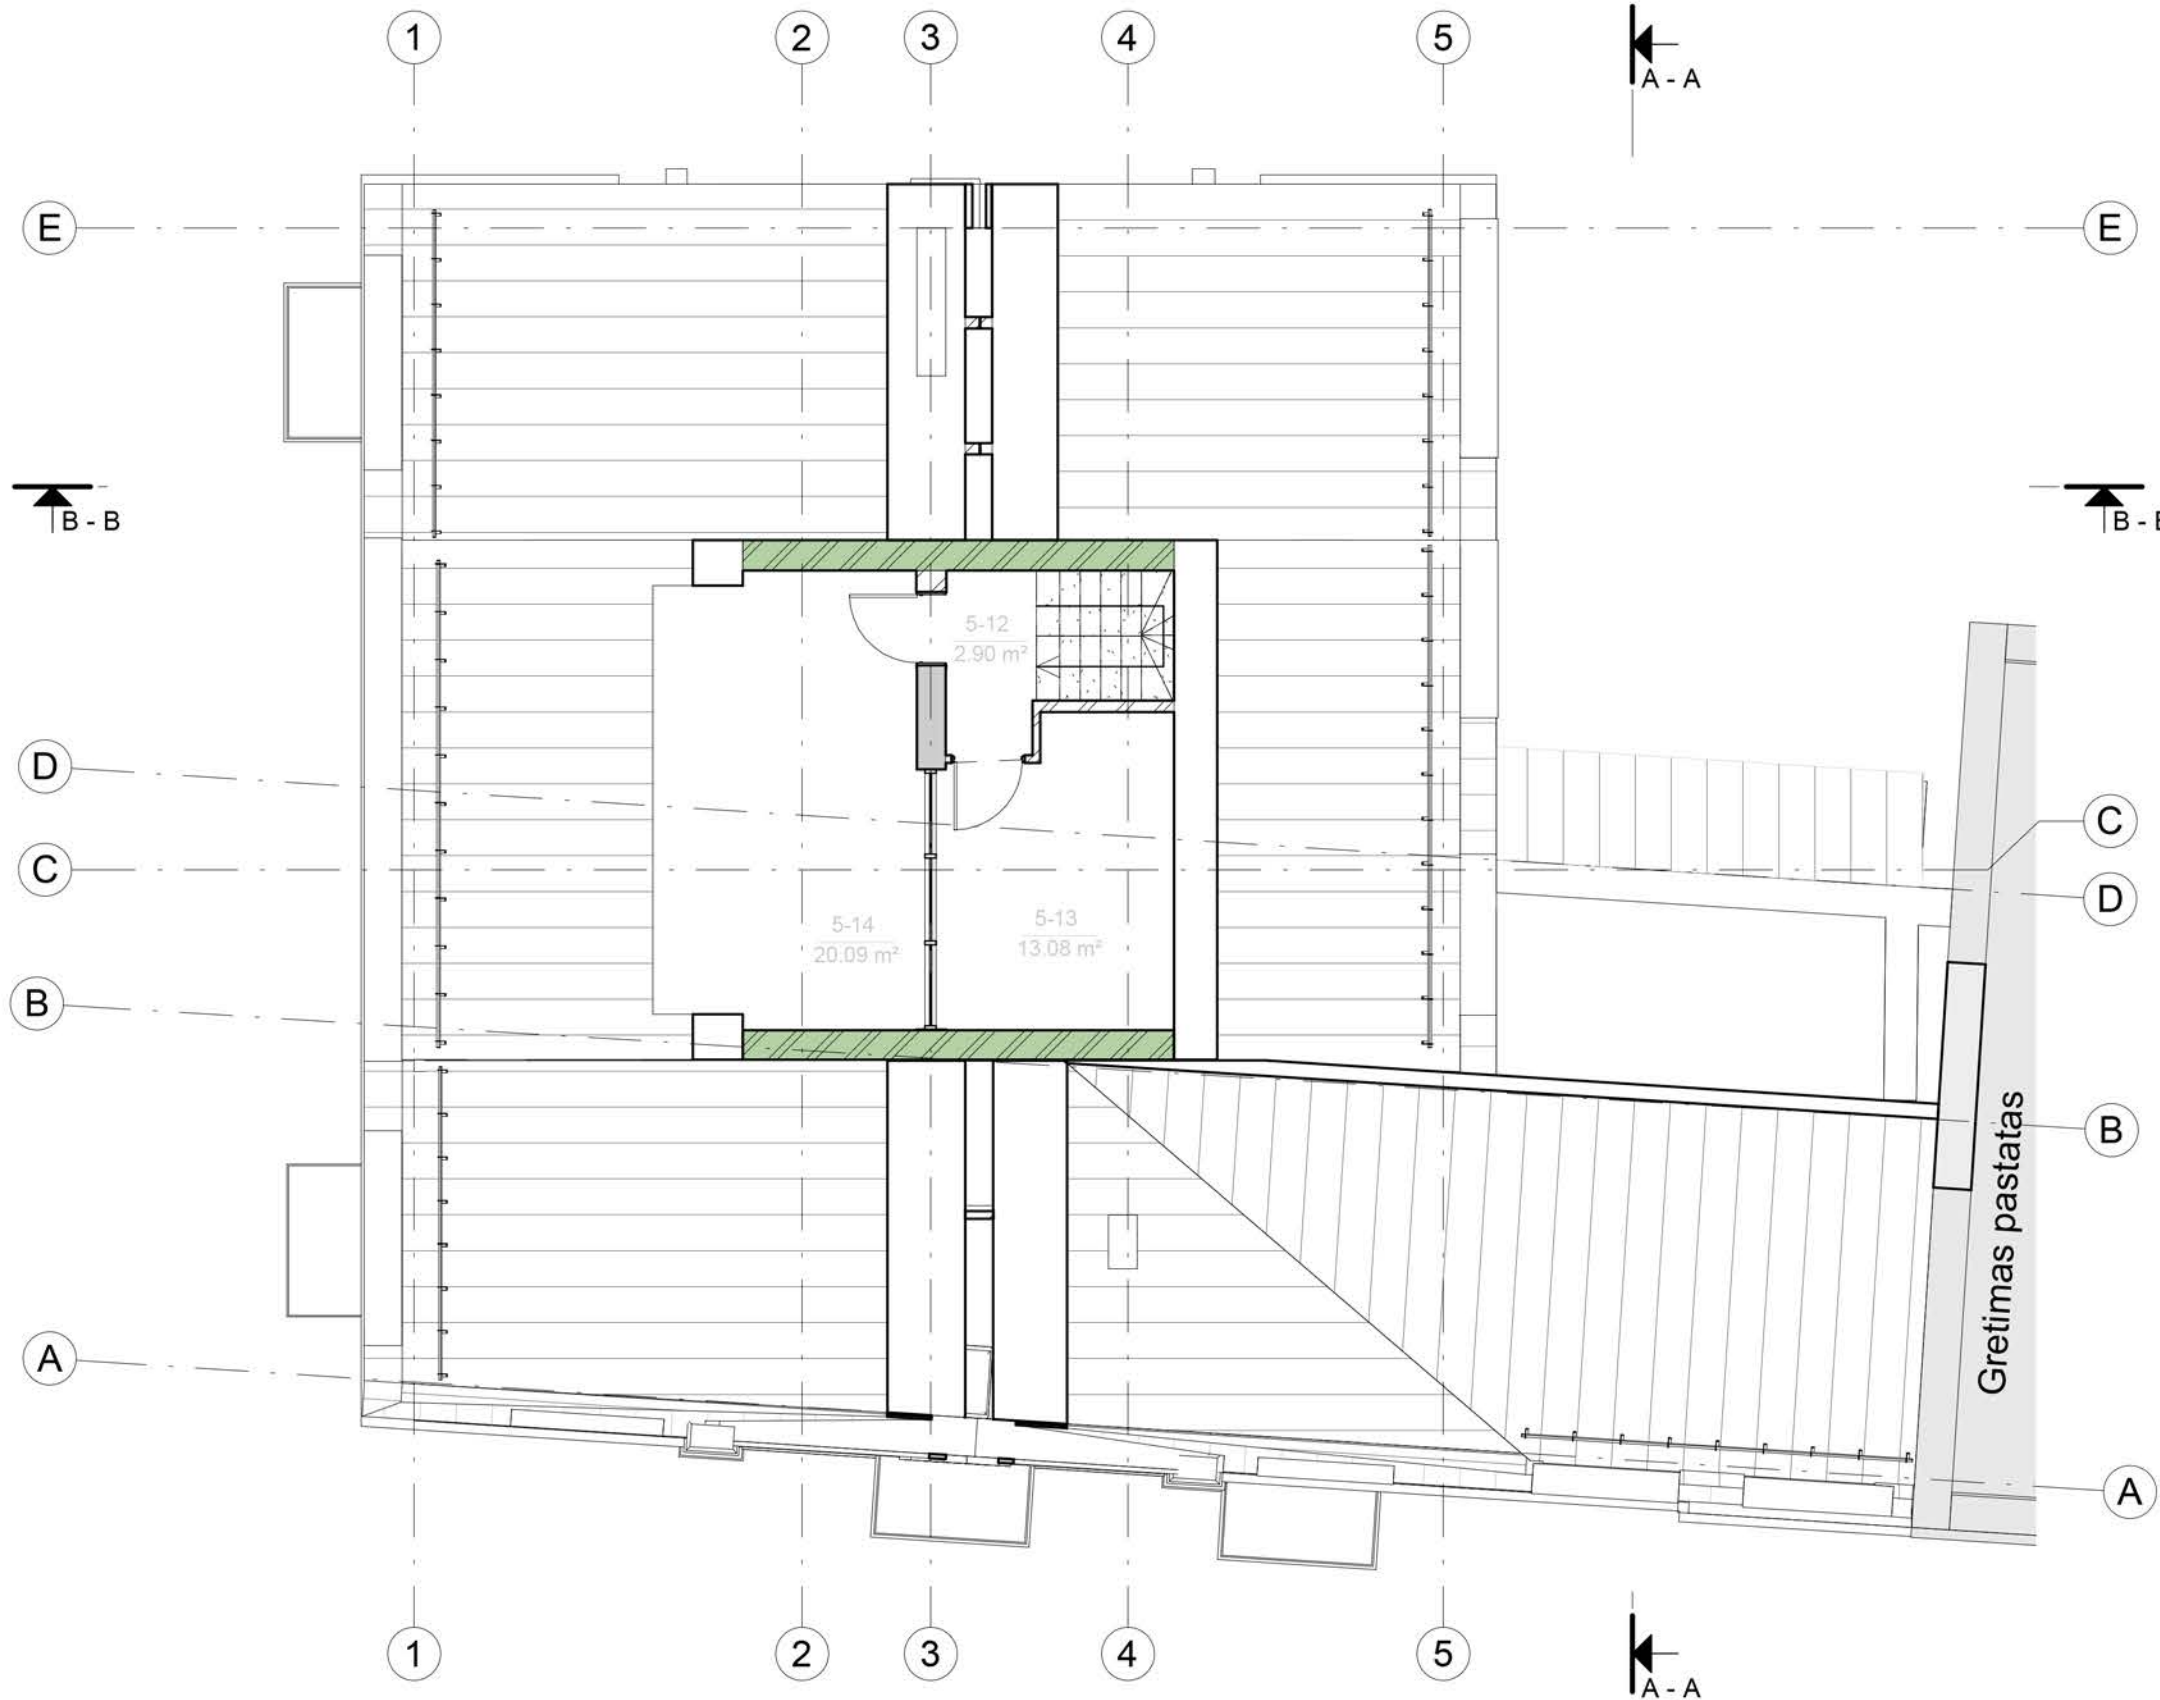 1 2 3 4 5
A - A
E E
B - B B - B
5-12
2.90 m²
D
C
C
D
5-14 5-13
20.09 m² 13.08 m²
B
B
Gretimas pastatas
A
A
1 2 3 4 5
A - A